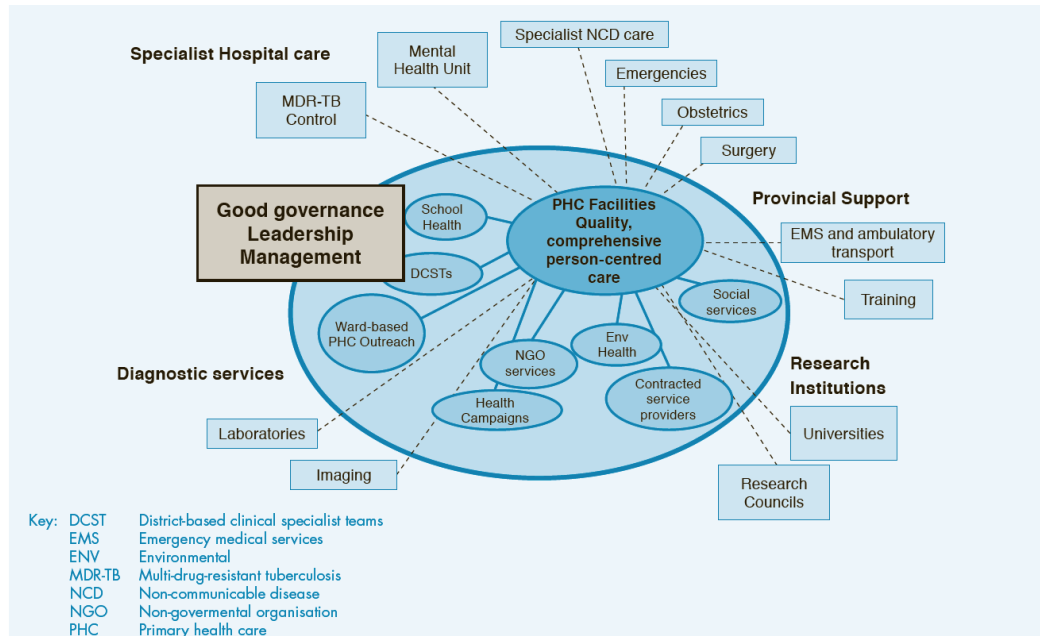 Specialist Hospital care
Specialist NCD care
Mental
Health Unit
Emergencies
MDR-TB
Control
Obstetrics
Surgery
Good governance
Leadership
Management
School
Health
PHC Facilities
Quality,
comprehensive
person-centred
care
Provincial Support
EMS and ambulatory
transport
DCSTs
Training
Social
services
Ward-based
PHC Outreach
Env
Health
NGO
services
Diagnostic services
Research
Institutions
Contracted
service
providers
Health
Campaigns
Laboratories
Universities
Imaging
Research
Councils
Key: DCST District-based clinical specialist teams
EMS Emergency medical services
ENV Environmental
MDR-TB Multi-drug-resistant tuberculosis
NCD Non-communicable disease
NGO Non-govermental organisation
PHC Primary health care